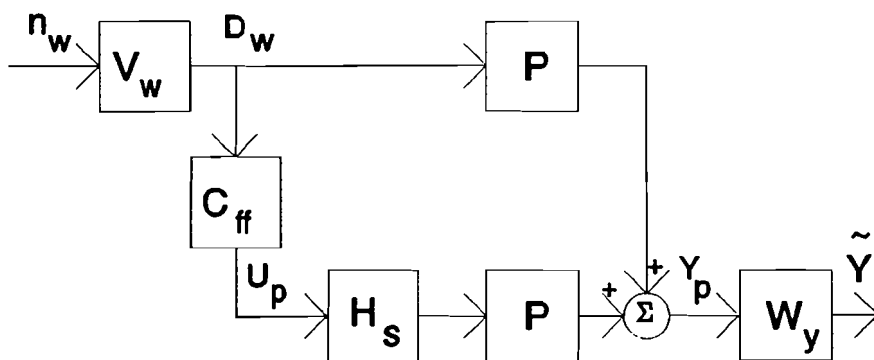 n_w
D_w
V_w
P
C_ff
U_p
H_s
P
+
+
Σ
Y_p
W_y
Ỹ